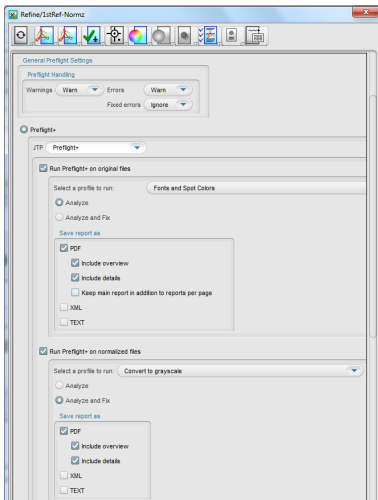 Refine/1stRef-Normz
General Preflight Settings
Preflight Handling
Warnings Warn Errors Warn
Fixed errors Ignore
Preflight+
JTP Preflight+
Run Preflight+ on original files
Select a profile to run: Fonts and Spot Colors
Analyze
Analyze and Fix
Save report as
PDF
Include overview
Include details
Keep main report in addition to reports per page
XML
TEXT
Run Preflight+ on normalized files
Select a profile to run: Convert to grayscale
Analyze
Analyze and Fix
Save report as
PDF
Include overview
Include details
XML
TEXT